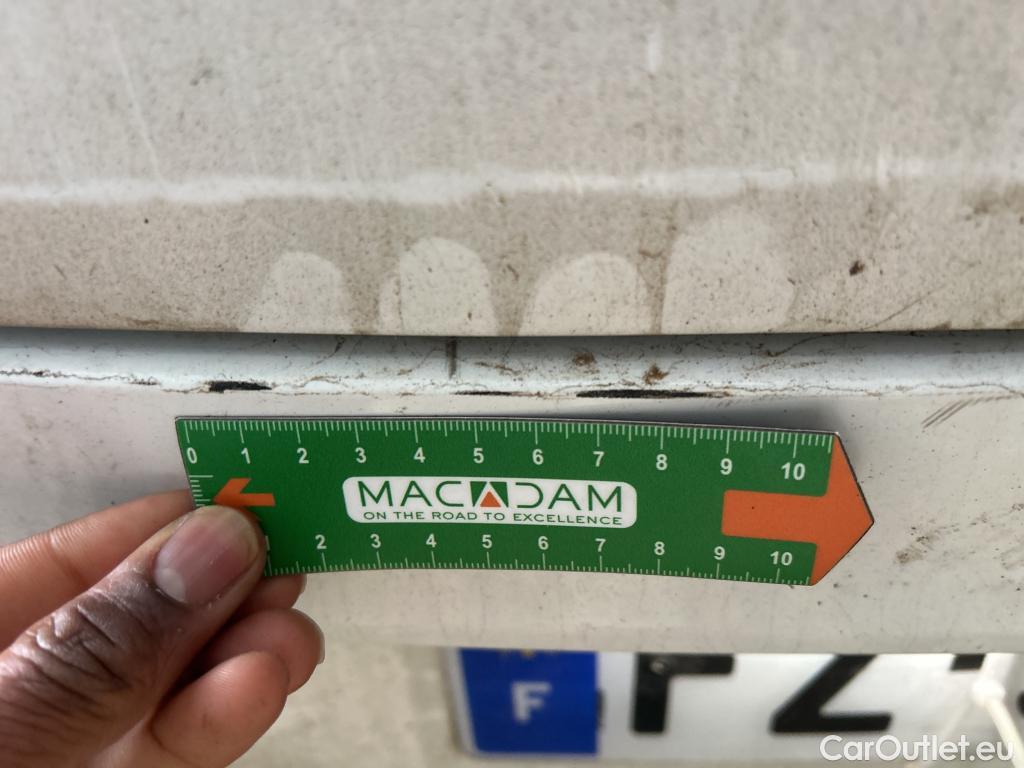 0 1 2 3 4 5 6 7 8 9 10
MACADAM
ON THE ROAD TO EXCELLENCE
2 3 4 5 6 7 8 9 10
F FZ
CarOutlet.eu